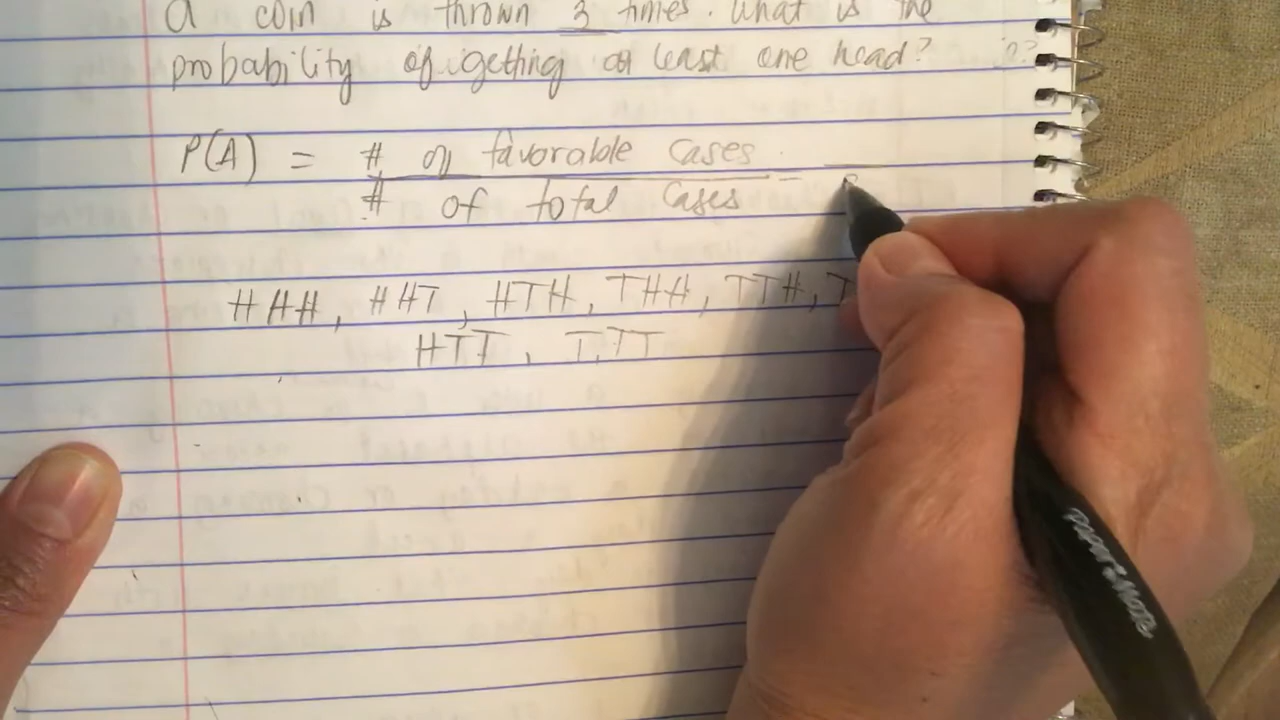 A coin is thrown 3 times. What is the
probability of getting at least one head?
P(A) = # of favorable cases
# of total cases
HHH, HHT, HTH, THH, TTH, T
HTT, TTT
PaperMate